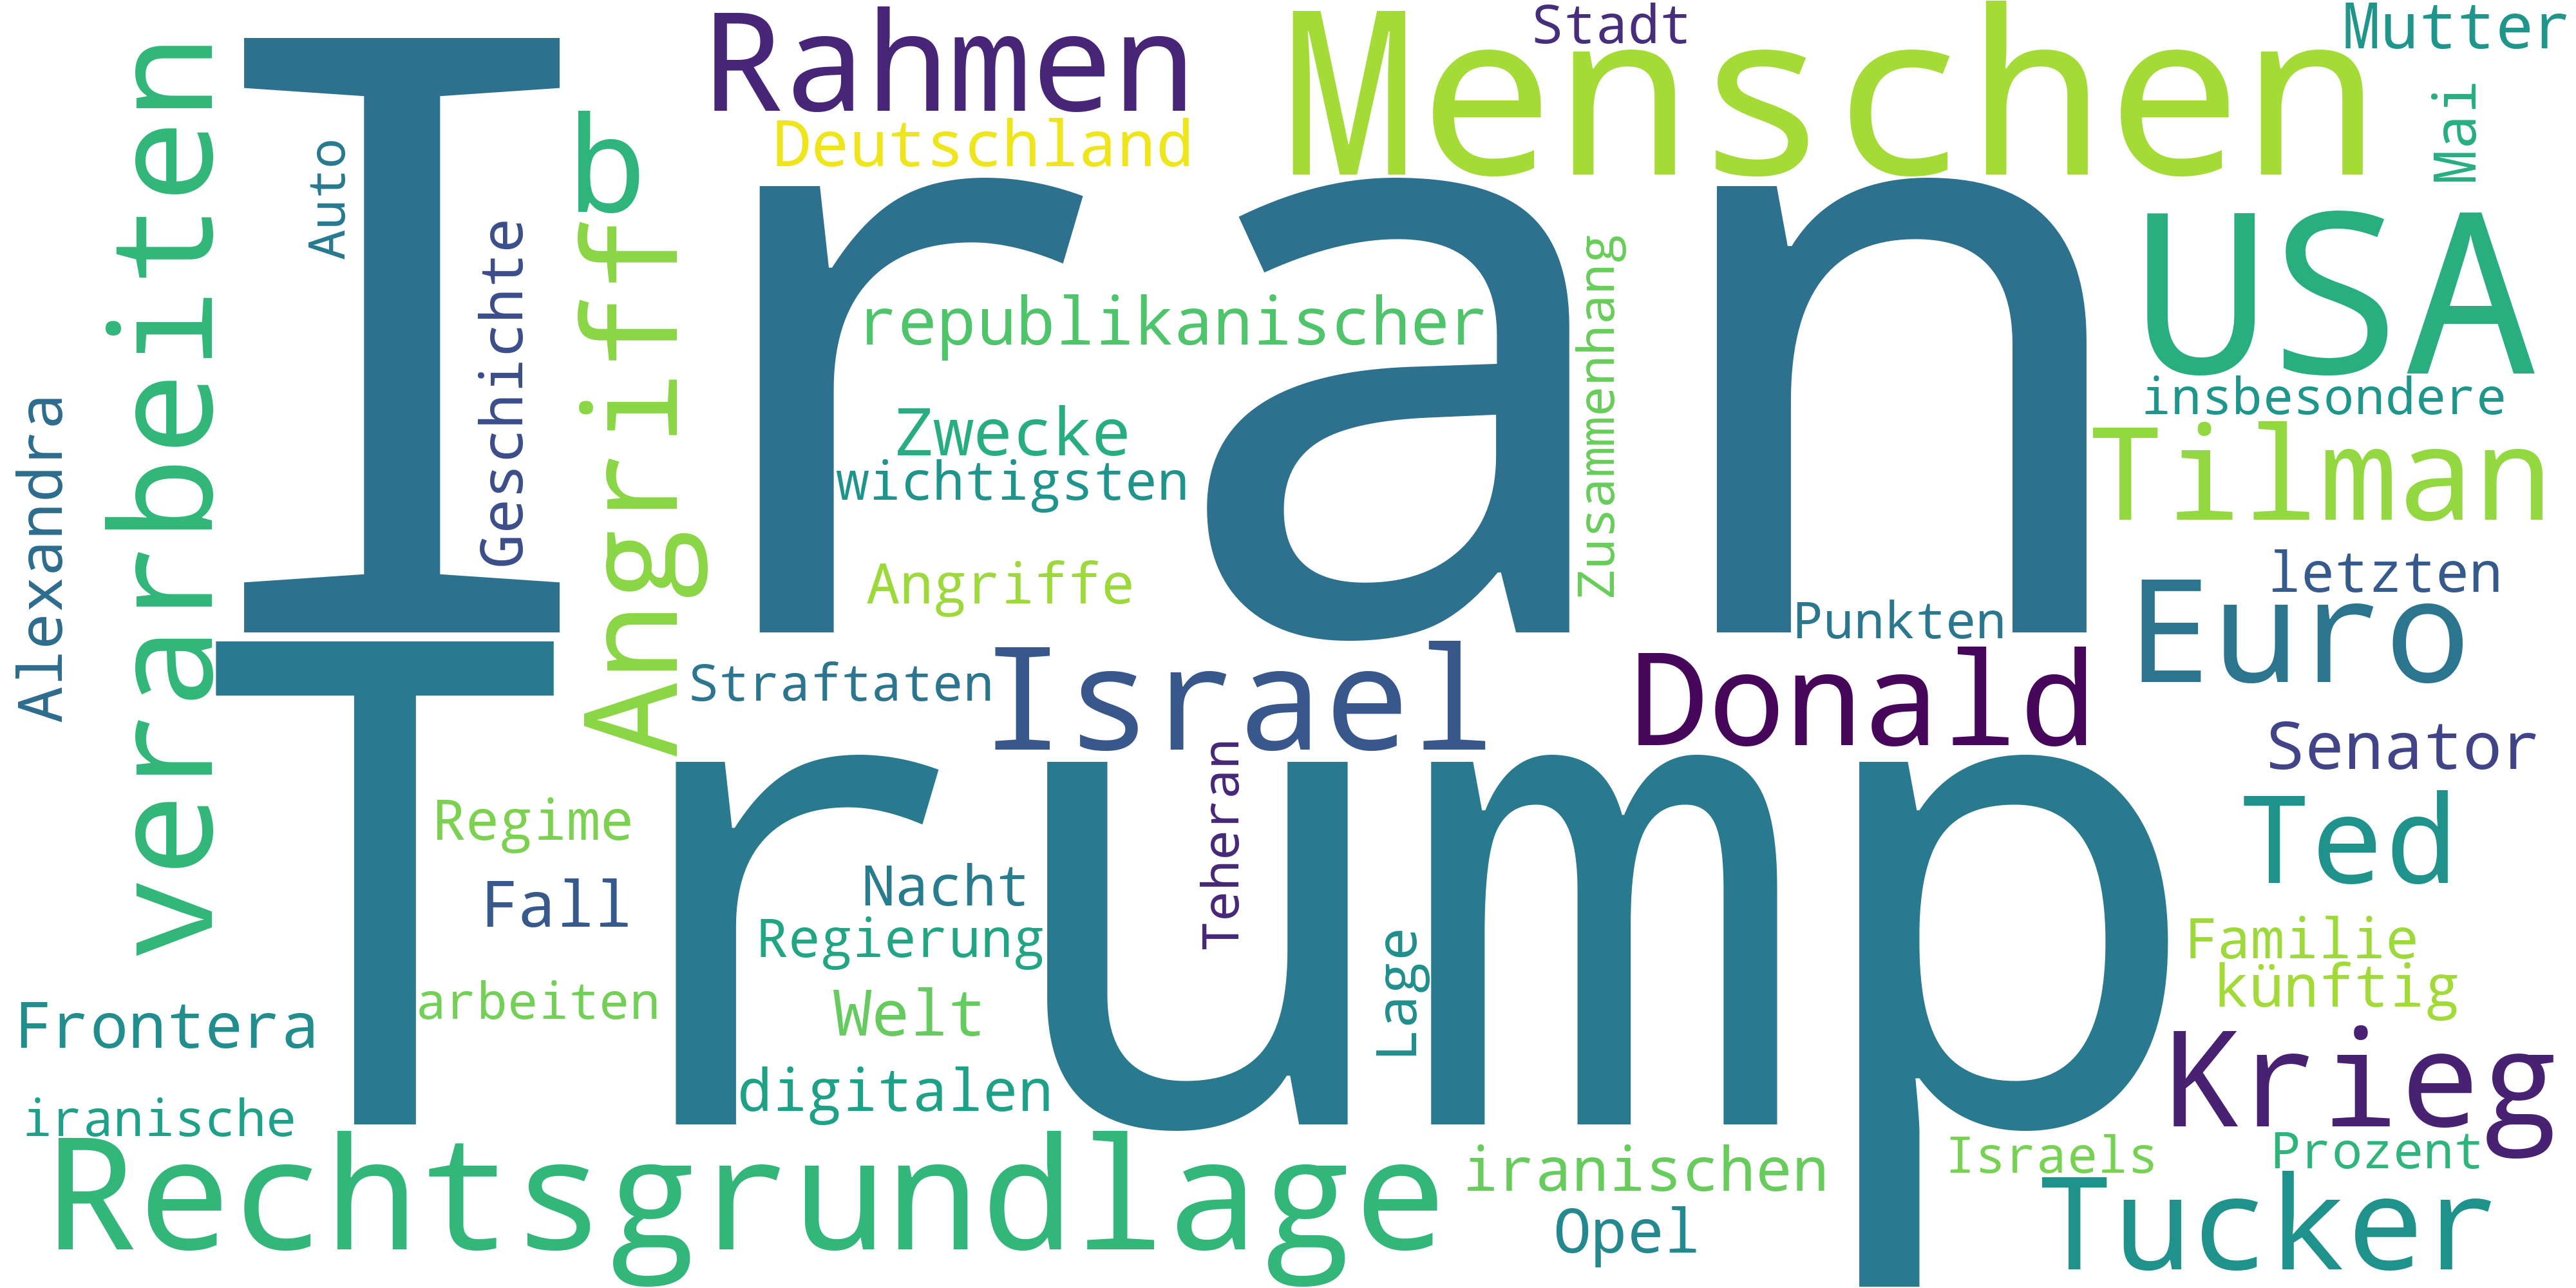 Iran
Trump
Rahmen
Menschen
Stadt
Mutter
Mai
Deutschland
verarbeiten
Auto
Geschichte
Angriff
b
USA
republikanischer
Zusammenhang
insbesondere
Zwecke
wichtigsten
Tilman
Alexandra
Angriffe
letzten
Punkten
Euro
Straftaten
Israel
Donald
Senator
Teheran
Regime
Ted
Fall
Nacht
Regierung
Lage
Familie
künftig
arbeiten
Welt
Frontera
digitalen
Krieg
iranische
Rechtsgrundlage
iranischen
Israels
Prozent
Opel
Tucker